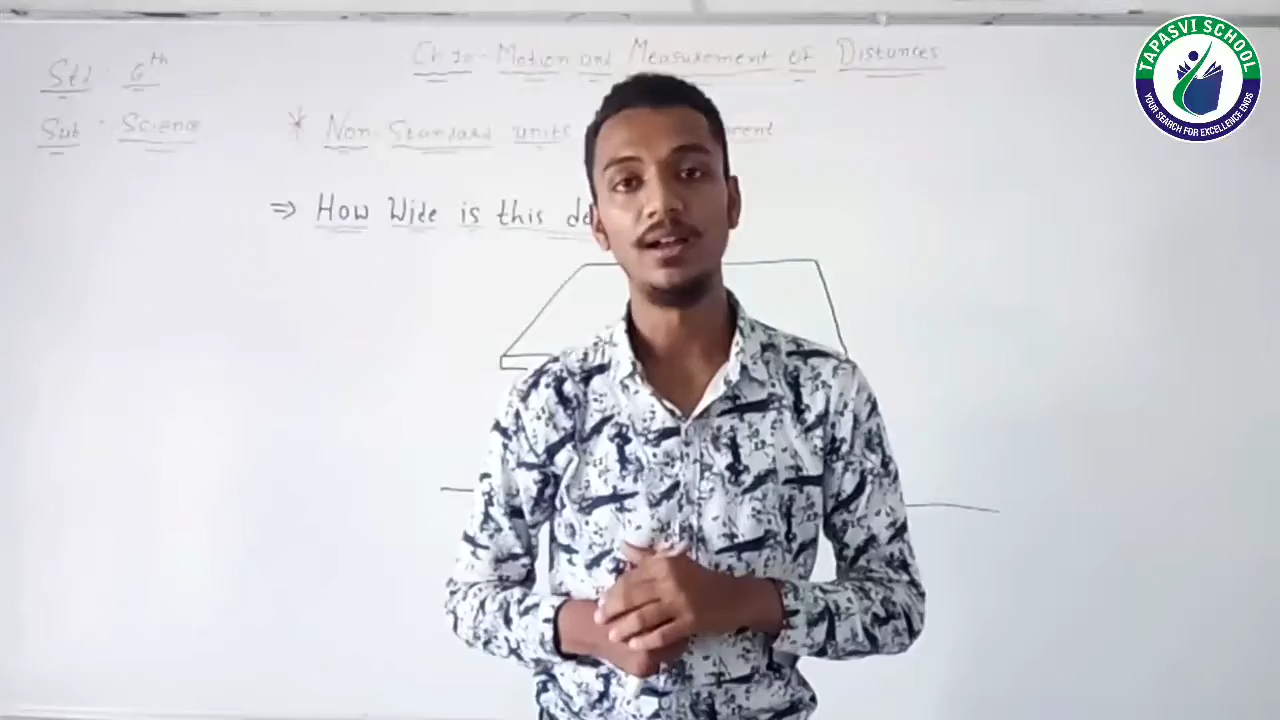 Std : 6th
Sub : Science
Ch 10 - Motion and Measurement of Distances
* Non-Standard units
⇒ How Wide is this
TAPASVI SCHOOL
YOUR SEARCH FOR EXCELLENCE ENDS